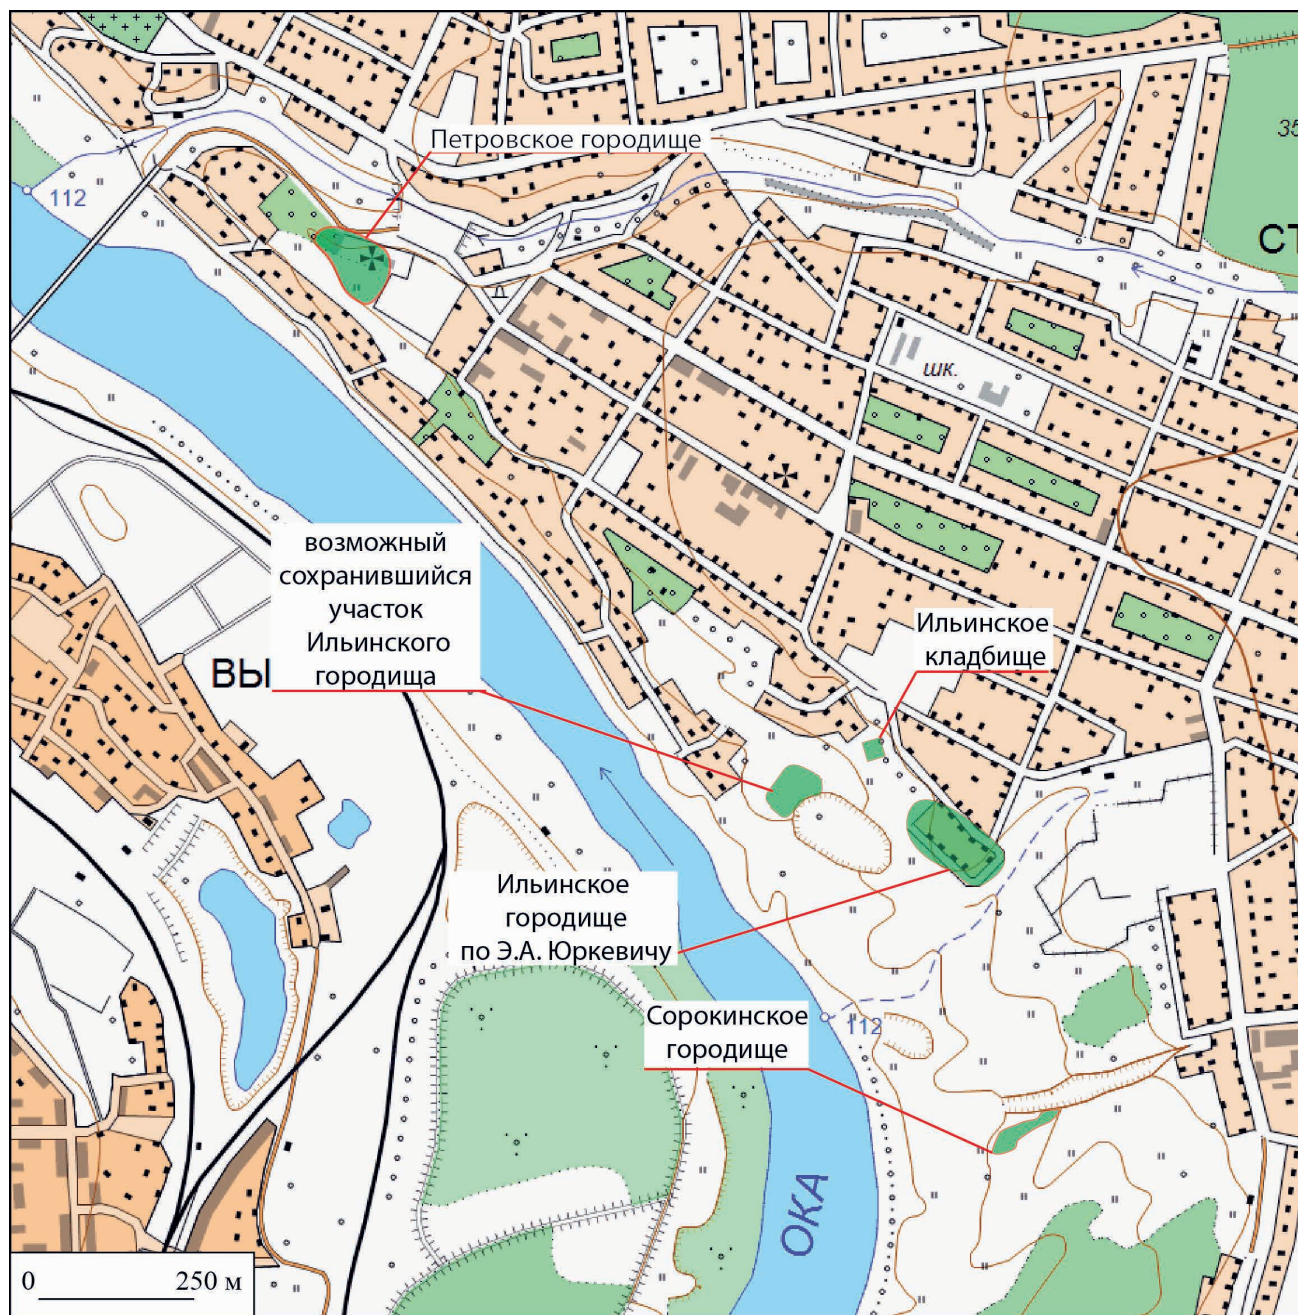 Петровское городище
35
112
СТ
шк.
возможный
сохранившийся
участок
Ильинского
городища
Ильинское
кладбище
ВЫ
Ильинское
городище
по Э.А. Юркевичу
Сорокинское
городище
112
ОКА
0 250 м